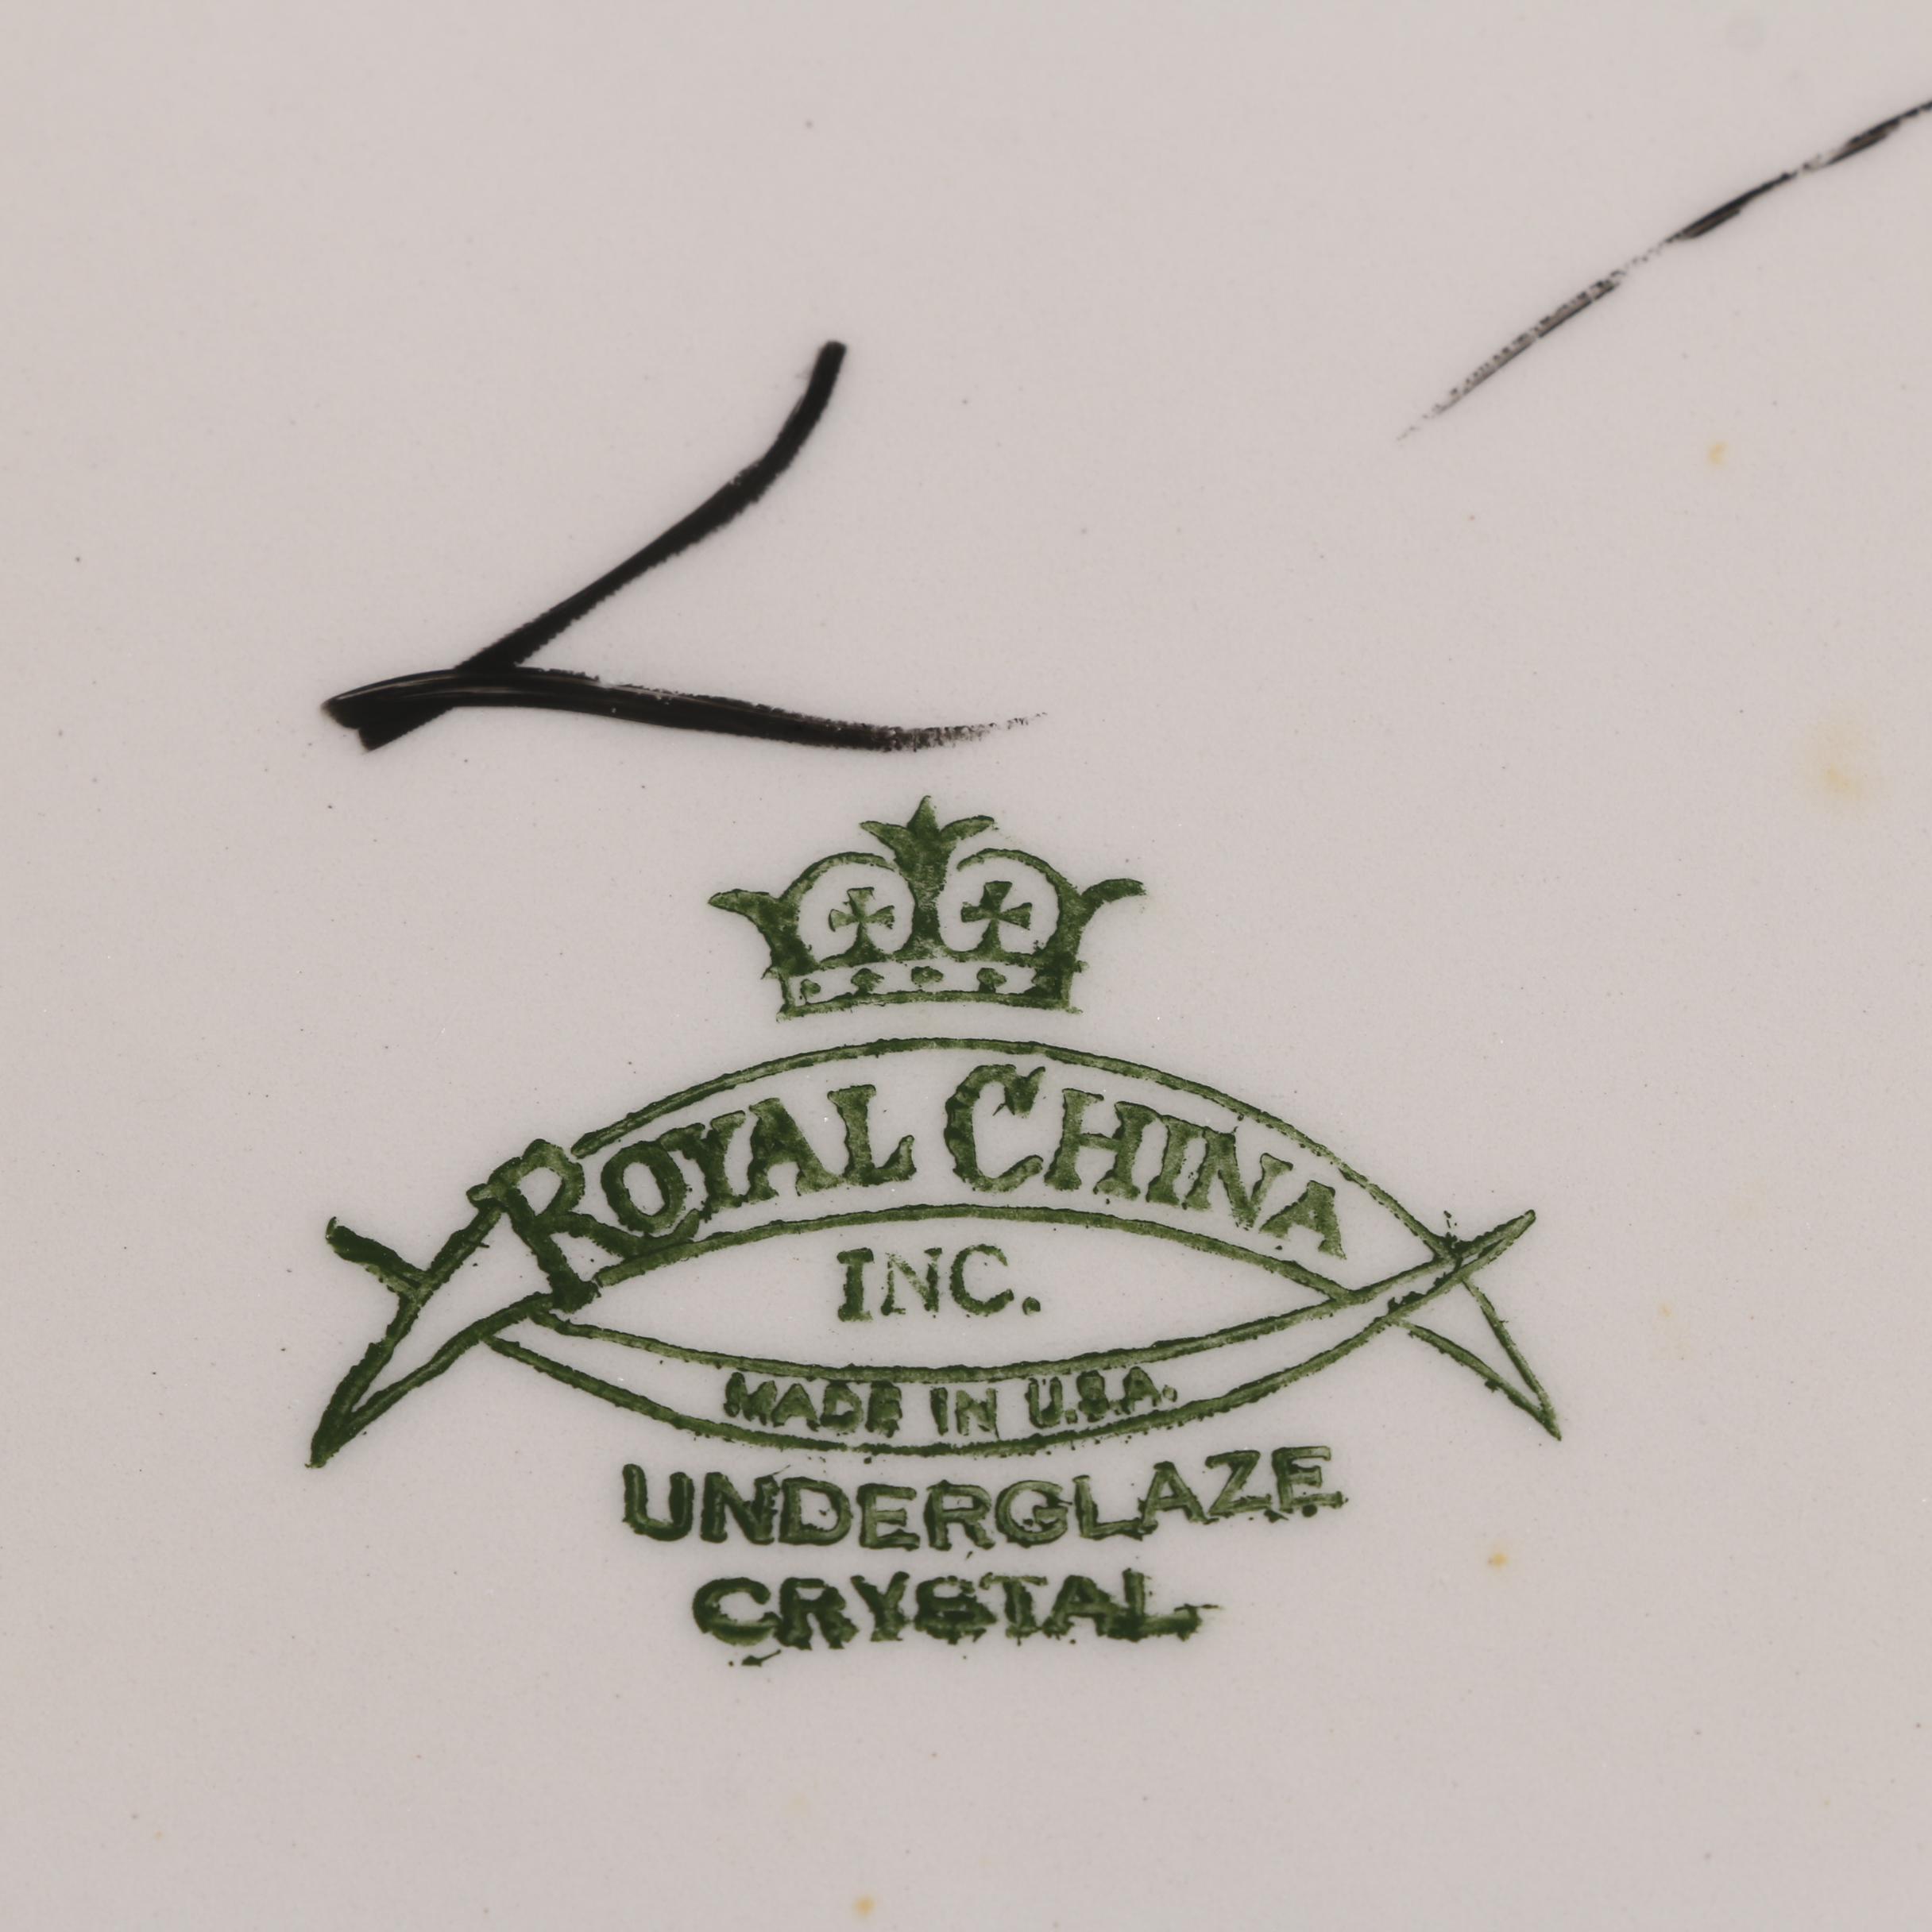 ROYAL CHINA
INC.
MADE IN U.S.A.
UNDERGLAZE
CRYSTAL